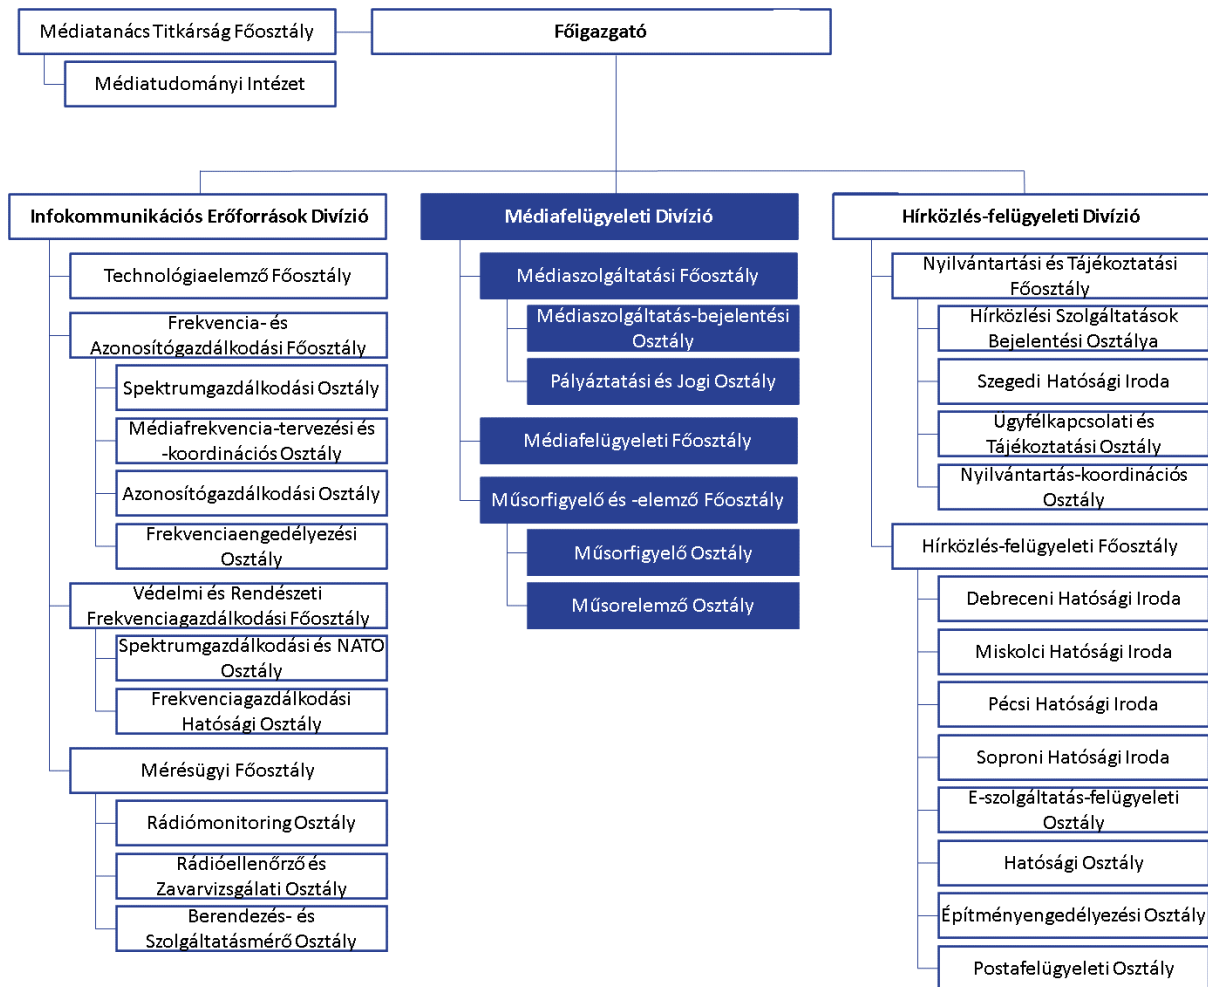 Médiatanács Titkárság Főosztály
Főigazgató
Médiatudományi Intézet
Infokommunikációs Erőforrások Divízió
Technológiaelemző Főosztály
Frekvencia- és
Azonosítógazdálkodási Főosztály
Spektrumgazdálkodási Osztály
Médiafrekvencia-tervezési és
-koordinációs Osztály
Azonosítógazdálkodási Osztály
Frekvenciaengedélyezési
Osztály
Védelmi és Rendészeti
Frekvenciagazdálkodási Főosztály
Spektrumgazdálkodási és NATO
Osztály
Frekvenciagazdálkodási
Hatósági Osztály
Mérésügyi Főosztály
Rádiómonitoring Osztály
Rádióellenőrző és
Zavarvizsgálati Osztály
Berendezés- és
Szolgáltatásmérő Osztály
Médiafelügyeleti Divízió
Médiaszolgáltatási Főosztály
Médiaszolgáltatás-bejelentési
Osztály
Pályáztatási és Jogi Osztály
Médiafelügyeleti Főosztály
Műsorfigyelő és -elemző Főosztály
Műsorfigyelő Osztály
Műsorelemző Osztály
Hírközlés-felügyeleti Divízió
Nyilvántartási és Tájékoztatási
Főosztály
Hírközlési Szolgáltatások
Bejelentési Osztálya
Szegedi Hatósági Iroda
Ügyfélkapcsolati és
Tájékoztatási Osztály
Nyilvántartás-koordinációs
Osztály
Hírközlés-felügyeleti Főosztály
Debreceni Hatósági Iroda
Miskolci Hatósági Iroda
Pécsi Hatósági Iroda
Soproni Hatósági Iroda
E-szolgáltatás-felügyeleti
Osztály
Hatósági Osztály
Építményengedélyezési Osztály
Postafelügyeleti Osztály